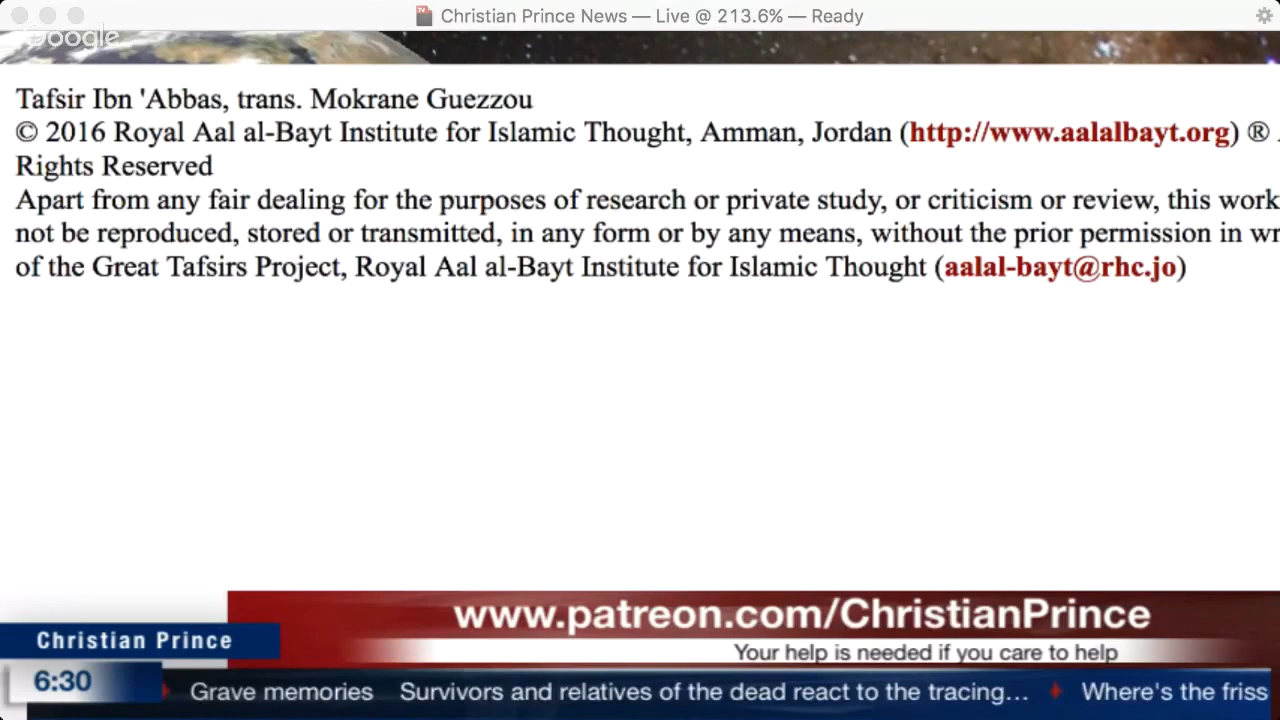 Christian Prince News — Live @ 213.6% — Ready
Google
Tafsir Ibn 'Abbas, trans. Mokrane Guezzou
© 2016 Royal Aal al-Bayt Institute for Islamic Thought, Amman, Jordan (http://www.aalalbayt.org) ®
Rights Reserved
Apart from any fair dealing for the purposes of research or private study, or criticism or review, this work
not be reproduced, stored or transmitted, in any form or by any means, without the prior permission in wr
of the Great Tafsirs Project, Royal Aal al-Bayt Institute for Islamic Thought (aalal-bayt@rhc.jo)
www.patreon.com/ChristianPrince
Your help is needed if you care to help
Christian Prince
6:30
Grave memories Survivors and relatives of the dead react to the tracing... Where's the friss